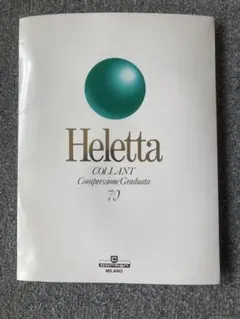 Heletta
COLLANT
Compressione Graduata
70
MILANO